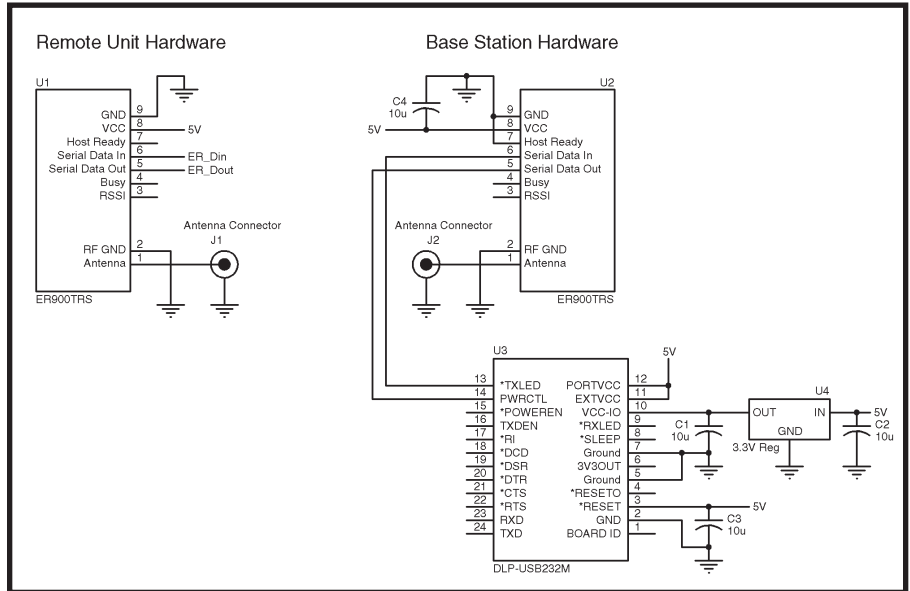 Remote Unit Hardware
Base Station Hardware
U1
GND 9
VCC 8 5V
Host Ready 7
Serial Data In 6 ER_Din
Serial Data Out 5 ER_Dout
Busy 4
RSSI 3
Antenna Connector
J1
RF GND 2
Antenna 1
ER900TRS
U2
C4
10u
5V
9 GND
8 VCC
7 Host Ready
6 Serial Data In
5 Serial Data Out
4 Busy
3 RSSI
Antenna Connector
J2
2 RF GND
1 Antenna
ER900TRS
U3
5V
13 *TXLED PORTVCC 12
14 PWRCTL EXTVCC 11
15 *POWEREN VCC-IO 10
16 TXDEN *RXLED 9
17 *RI *SLEEP 8
18 *DCD Ground 7
19 *DSR 3V3OUT 6
20 *DTR Ground 5
21 *CTS *RESETO 4
22 *RTS *RESET 3
23 RXD GND 2
24 TXD BOARD ID 1
DLP-USB232M
C1
10u
U4
OUT IN
GND
3.3V Reg
5V
C2
10u
5V
C3
10u